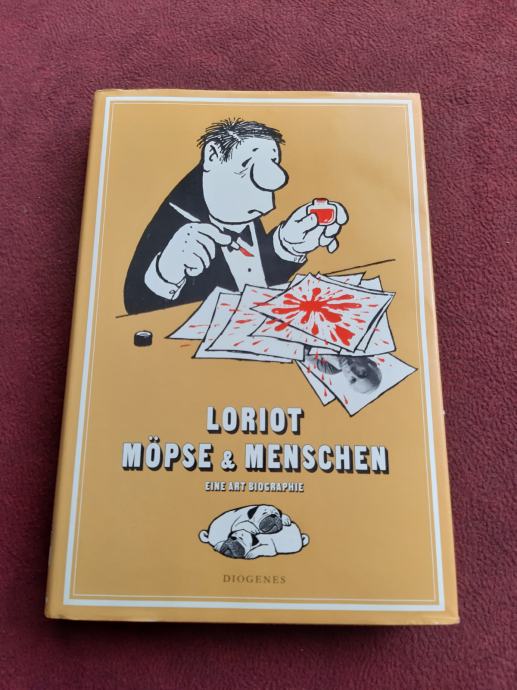 LORIOT
MÖPSE & MENSCHEN
EINE ART BIOGRAPHIE
DIOGENES